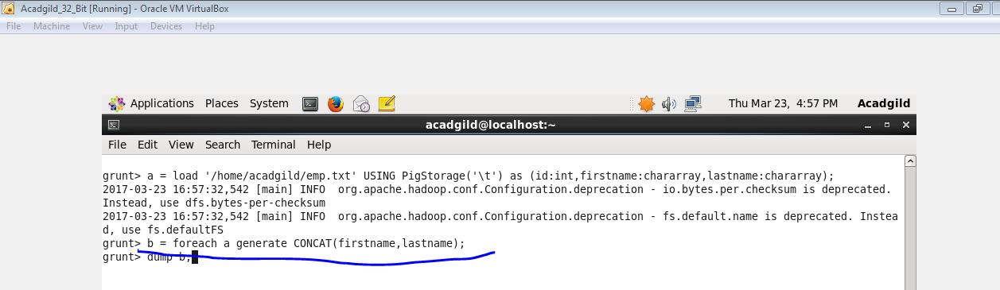 Acadgild_32_Bit [Running] - Oracle VM VirtualBox
File Machine View Input Devices Help
Applications Places System Thu Mar 23, 4:57 PM Acadgild
acadgild@localhost:~
File Edit View Search Terminal Help
grunt> a = load '/home/acadgild/emp.txt' USING PigStorage('\t') as (id:int,firstname:chararray,lastname:chararray);
2017-03-23 16:57:32,542 [main] INFO  org.apache.hadoop.conf.Configuration.deprecation - io.bytes.per.checksum is deprecated.
Instead, use dfs.bytes-per-checksum
2017-03-23 16:57:32,542 [main] INFO  org.apache.hadoop.conf.Configuration.deprecation - fs.default.name is deprecated. Instea
d, use fs.defaultFS
grunt> b = foreach a generate CONCAT(firstname,lastname);
grunt> dump b;